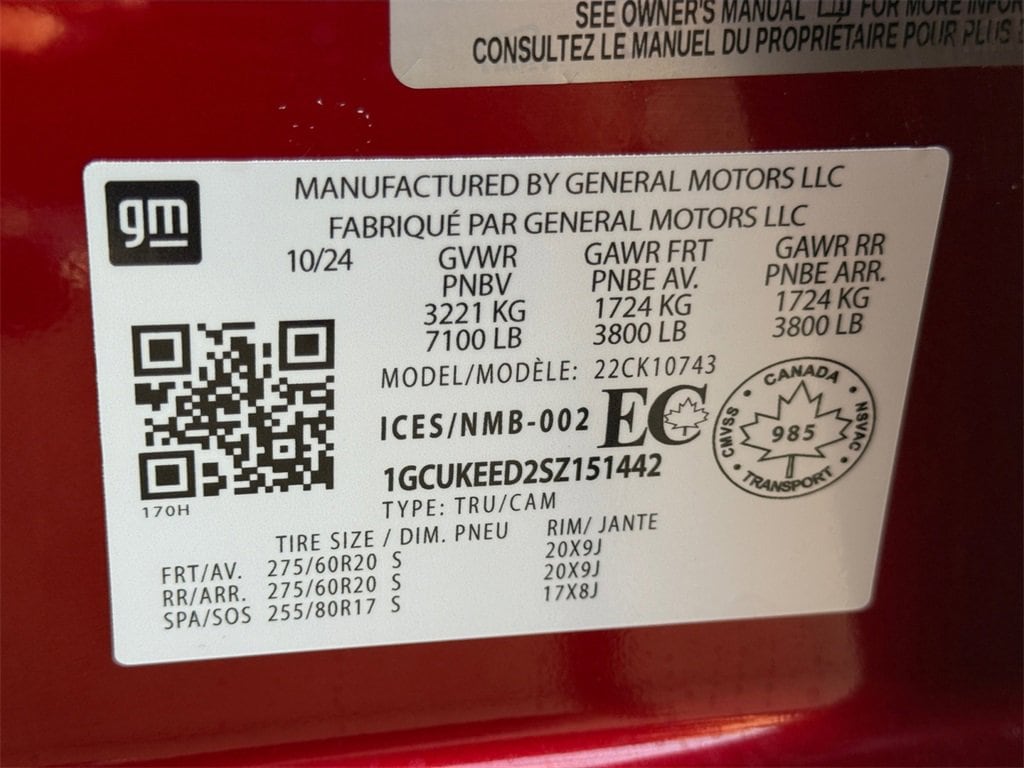 SEE OWNER'S MANUAL FOR MORE
CONSULTEZ LE MANUEL DU PROPRIÉTAIRE POUR PLUS
gm
MANUFACTURED BY GENERAL MOTORS LLC
FABRIQUÉ PAR GENERAL MOTORS LLC
10/24 GVWR GAWR FRT GAWR RR
PNBV PNBE AV. PNBE ARR.
3221 KG 1724 KG 1724 KG
7100 LB 3800 LB 3800 LB
MODEL/MODÈLE: 22CK10743
ICES/NMB-002 EC
CANADA
CMVSS 985 NSVAC
TRANSPORT
1GCUKEED2SZ151442
TYPE: TRU/CAM
170H
TIRE SIZE / DIM. PNEU RIM/ JANTE
FRT/AV. 275/60R20 S 20X9J
RR/ARR. 275/60R20 S 20X9J
SPA/SOS 255/80R17 S 17X8J